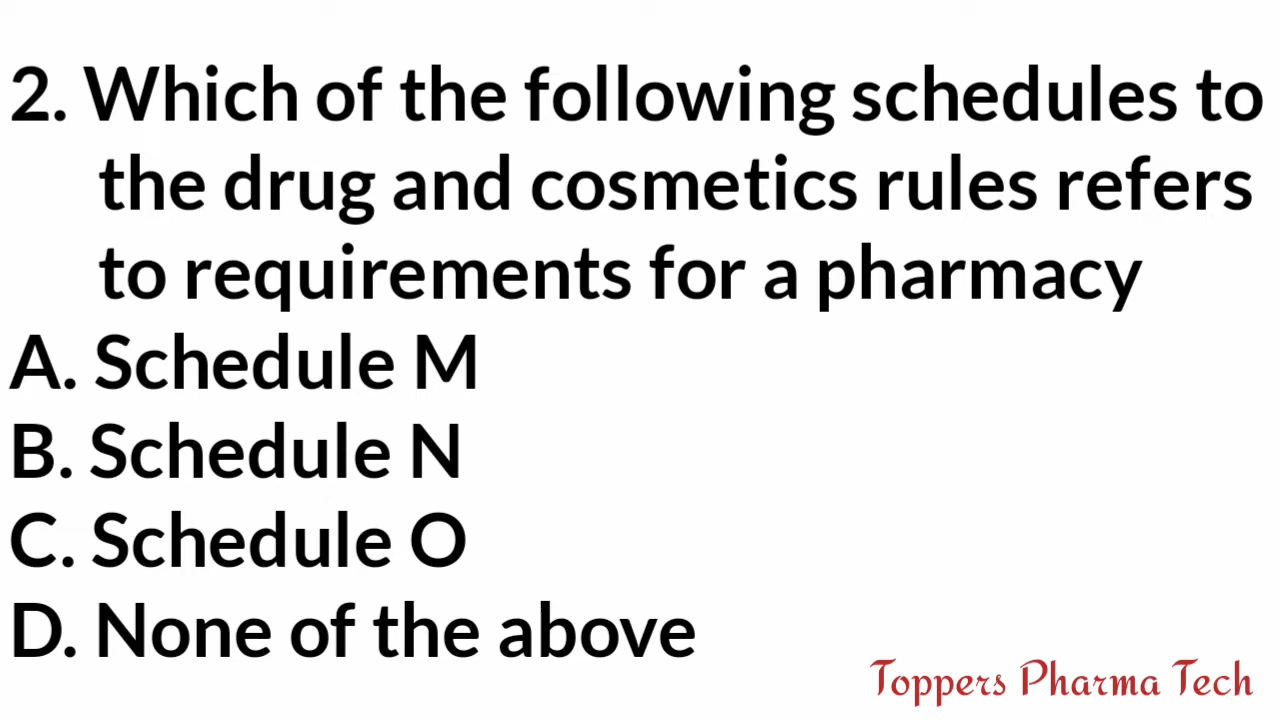 2. Which of the following schedules to
the drug and cosmetics rules refers
to requirements for a pharmacy
A. Schedule M
B. Schedule N
C. Schedule O
D. None of the above
Toppers Pharma Tech